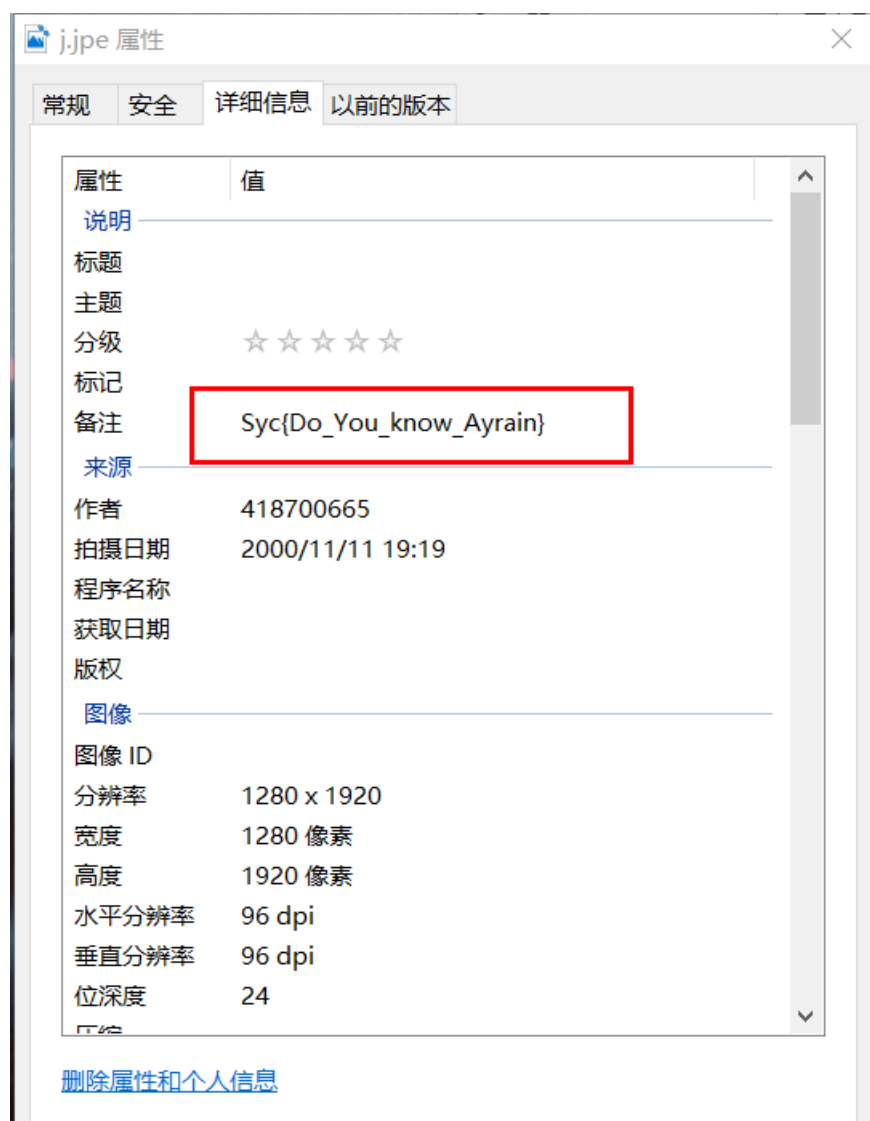 j.jpe 属性
常规 安全 详细信息 以前的版本
属性 值
说明
标题
主题
分级 ☆☆☆☆☆
标记
备注 Syc{Do_You_know_Ayrain}
来源
作者 418700665
拍摄日期 2000/11/11 19:19
程序名称
获取日期
版权
图像
图像 ID
分辨率 1280 x 1920
宽度 1280 像素
高度 1920 像素
水平分辨率 96 dpi
垂直分辨率 96 dpi
位深度 24
删除属性和个人信息